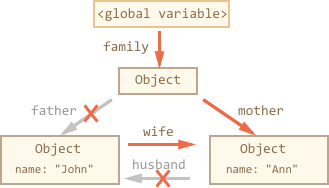 <global variable>
family
Object
father
mother
Object
name: "John"
wife
husband
Object
name: "Ann"